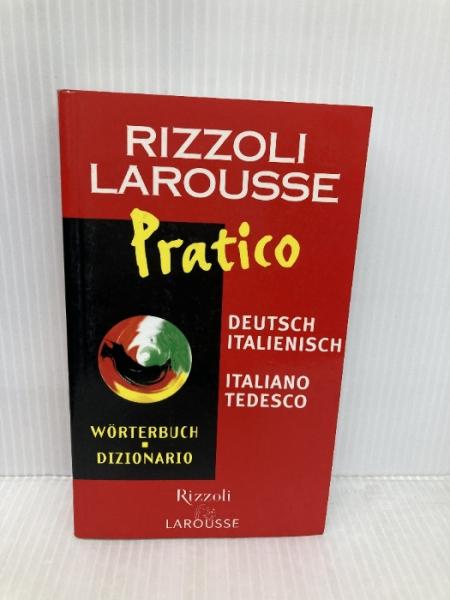 RIZZOLI
LAROUSSE
Pratico
DEUTSCH
ITALIENISCH
ITALIANO
TEDESCO
WÖRTERBUCH
DIZIONARIO
Rizzoli
LAROUSSE